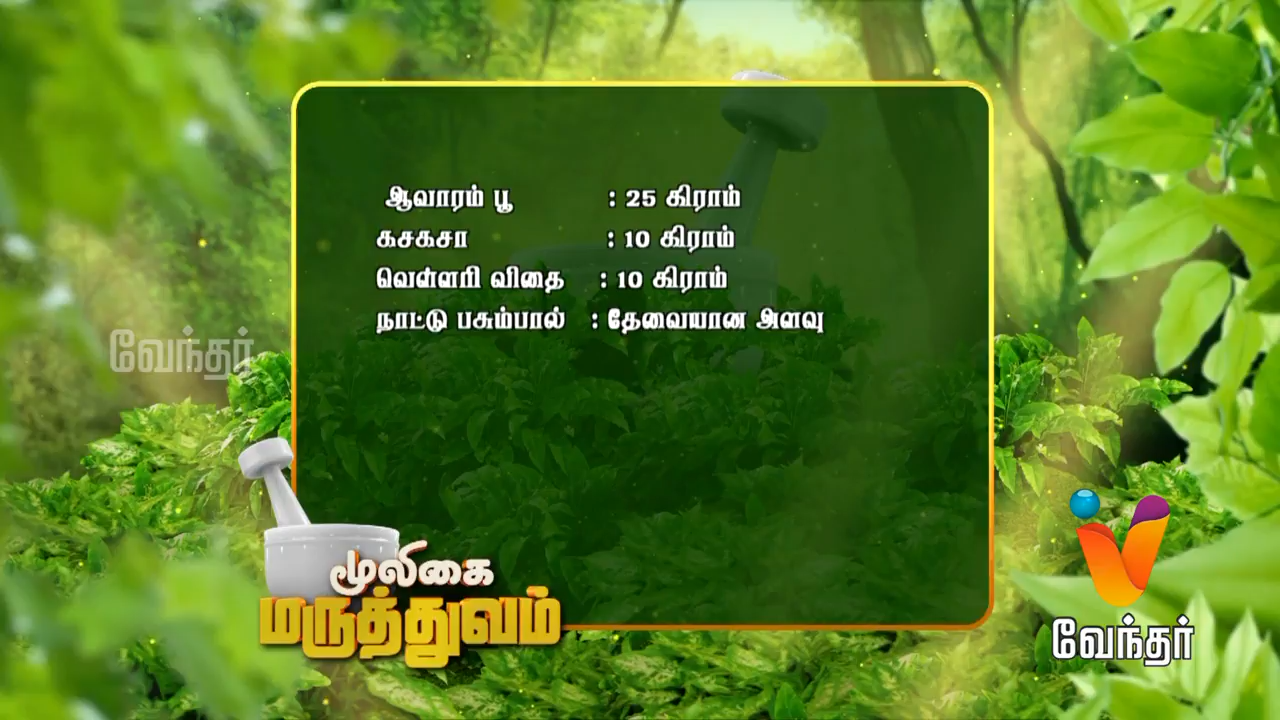 ஆவாரம் பூ : 25 கிராம்
கசகசா : 10 கிராம்
வெள்ளரி விதை : 10 கிராம்
நாட்டு பசும்பால் : தேவையான அளவு
வேந்தர்
மூலிகை
மருத்துவம்
வேந்தர்